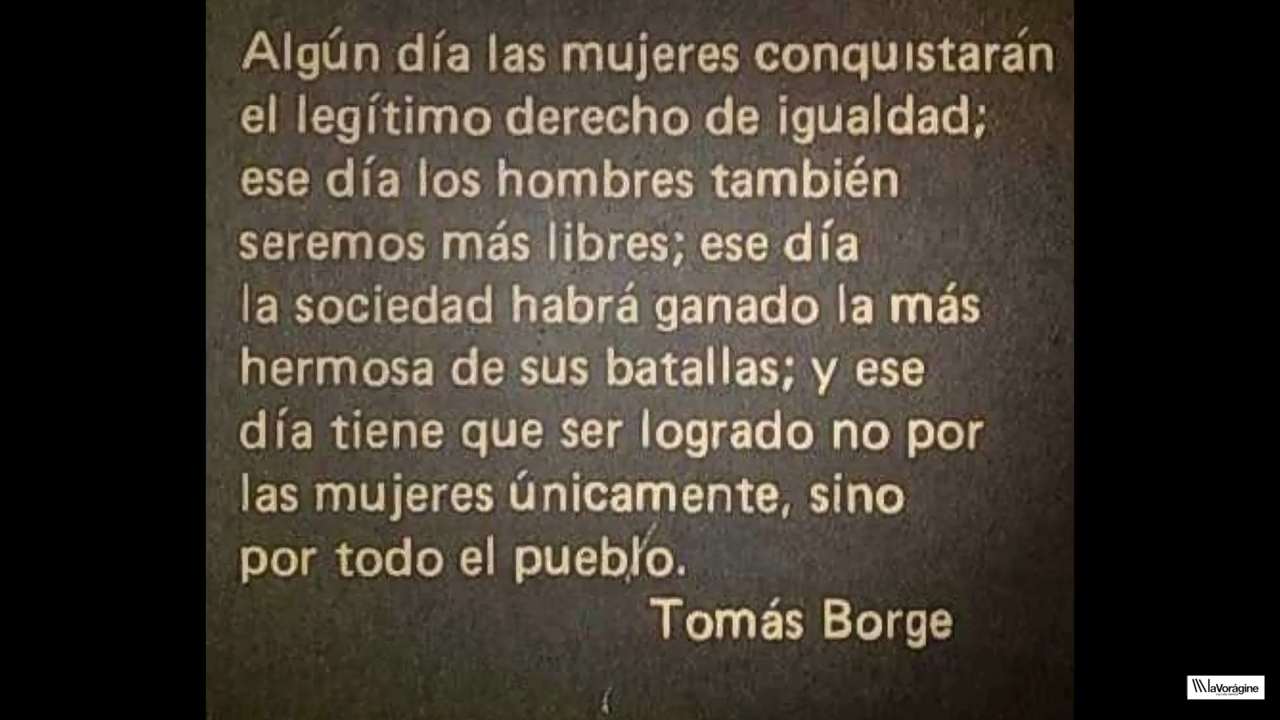 Algún día las mujeres conquistarán
el legítimo derecho de igualdad;
ese día los hombres también
seremos más libres; ese día
la sociedad habrá ganado la más
hermosa de sus batallas; y ese
día tiene que ser logrado no por
las mujeres únicamente, sino
por todo el pueblo.
Tomás Borge
laVorágine